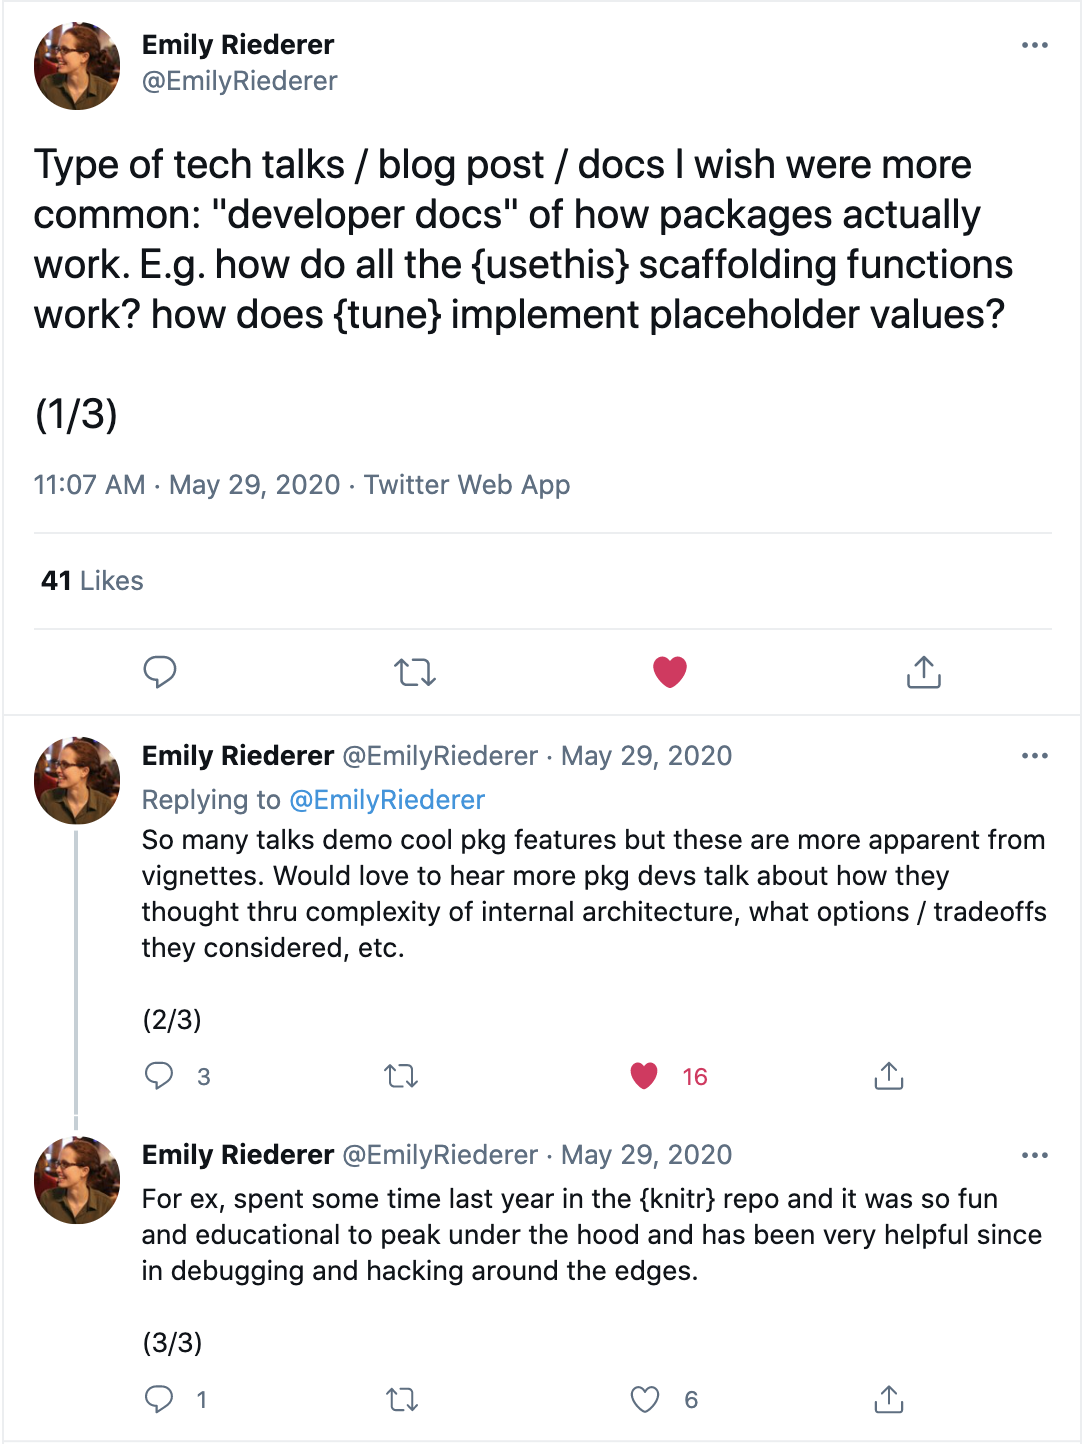 Emily Riederer
@EmilyRiederer
Type of tech talks / blog post / docs I wish were more
common: "developer docs" of how packages actually
work. E.g. how do all the {usethis} scaffolding functions
work? how does {tune} implement placeholder values?
(1/3)
11:07 AM · May 29, 2020 · Twitter Web App
41 Likes
Emily Riederer @EmilyRiederer · May 29, 2020
Replying to @EmilyRiederer
So many talks demo cool pkg features but these are more apparent from
vignettes. Would love to hear more pkg devs talk about how they
thought thru complexity of internal architecture, what options / tradeoffs
they considered, etc.
(2/3)
3 16
Emily Riederer @EmilyRiederer · May 29, 2020
For ex, spent some time last year in the {knitr} repo and it was so fun
and educational to peak under the hood and has been very helpful since
in debugging and hacking around the edges.
(3/3)
1 6